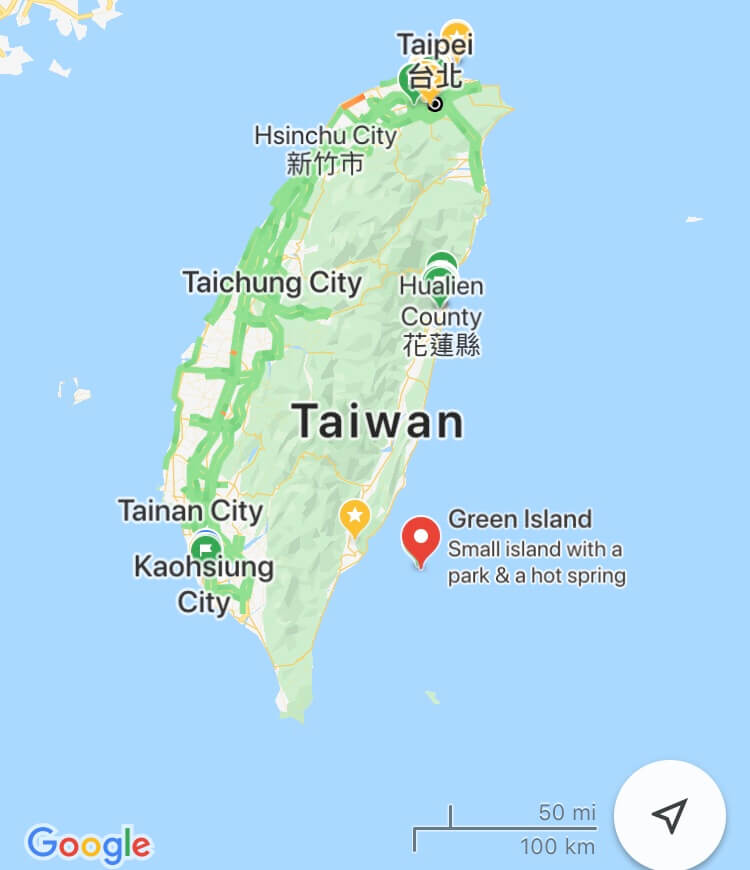 Taipei
台北
Hsinchu City
新竹市
Taichung City
Hualien
County
花蓮縣
Taiwan
Tainan City
Green Island
Small island with a
park & a hot spring
Kaohsiung
City
50 mi
100 km
Google